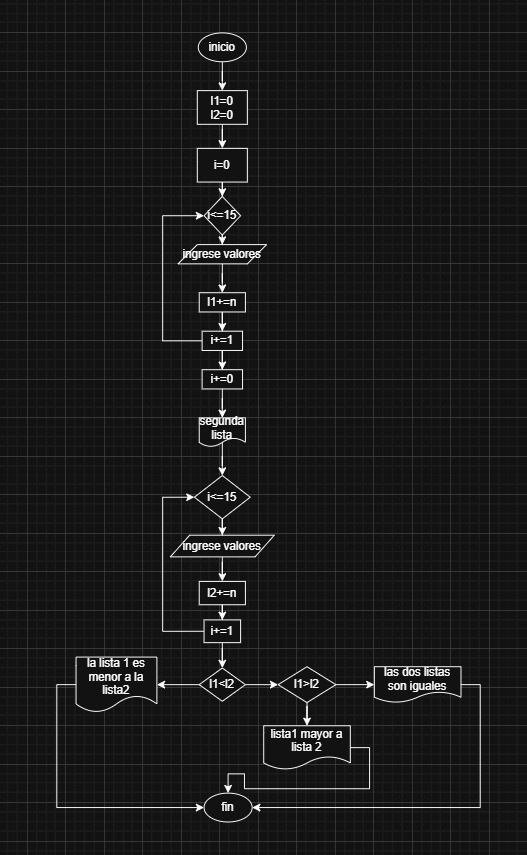 inicio
l1=0
l2=0
i=0
i<=15
ingrese valores
l1+=n
i+=1
i+=0
segunda
lista
i<=15
ingrese valores
l2+=n
i+=1
la lista 1 es
menor a la
lista2
l1<l2
l1>l2
las dos listas
son iguales
lista1 mayor a
lista 2
fin